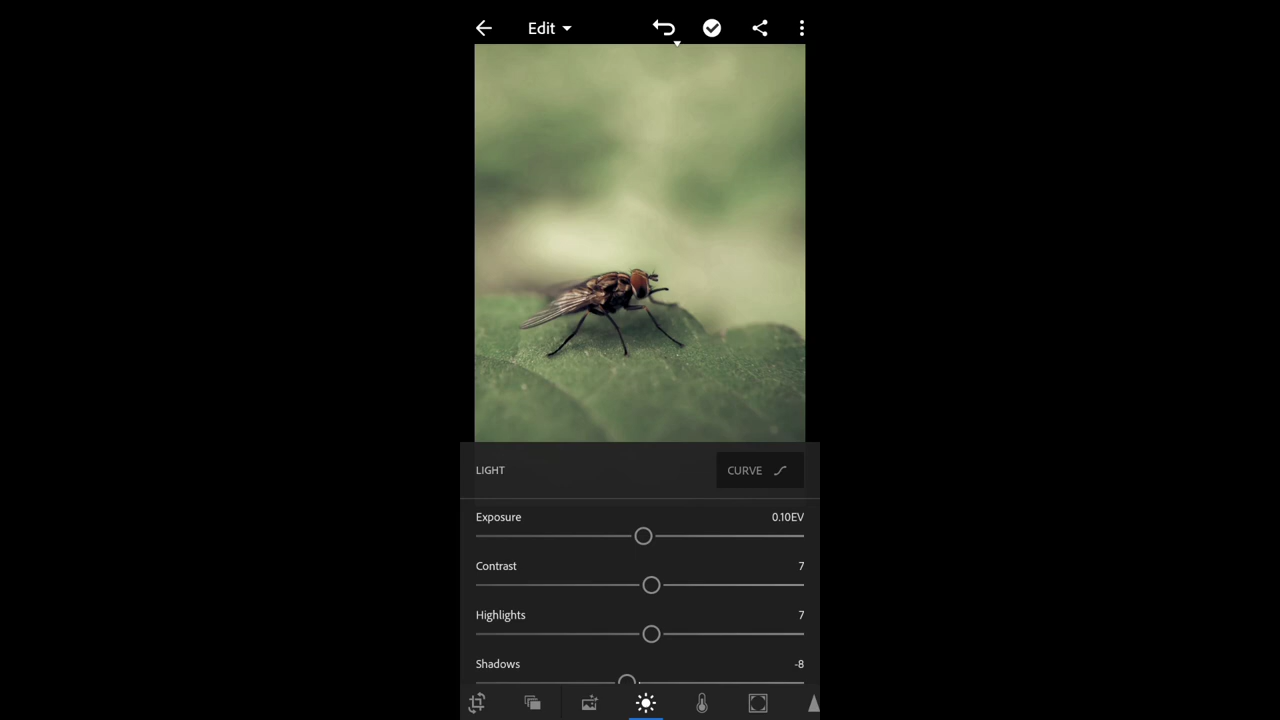 Edit
LIGHT
CURVE
Exposure 0.10EV
Contrast 7
Highlights 7
Shadows -8